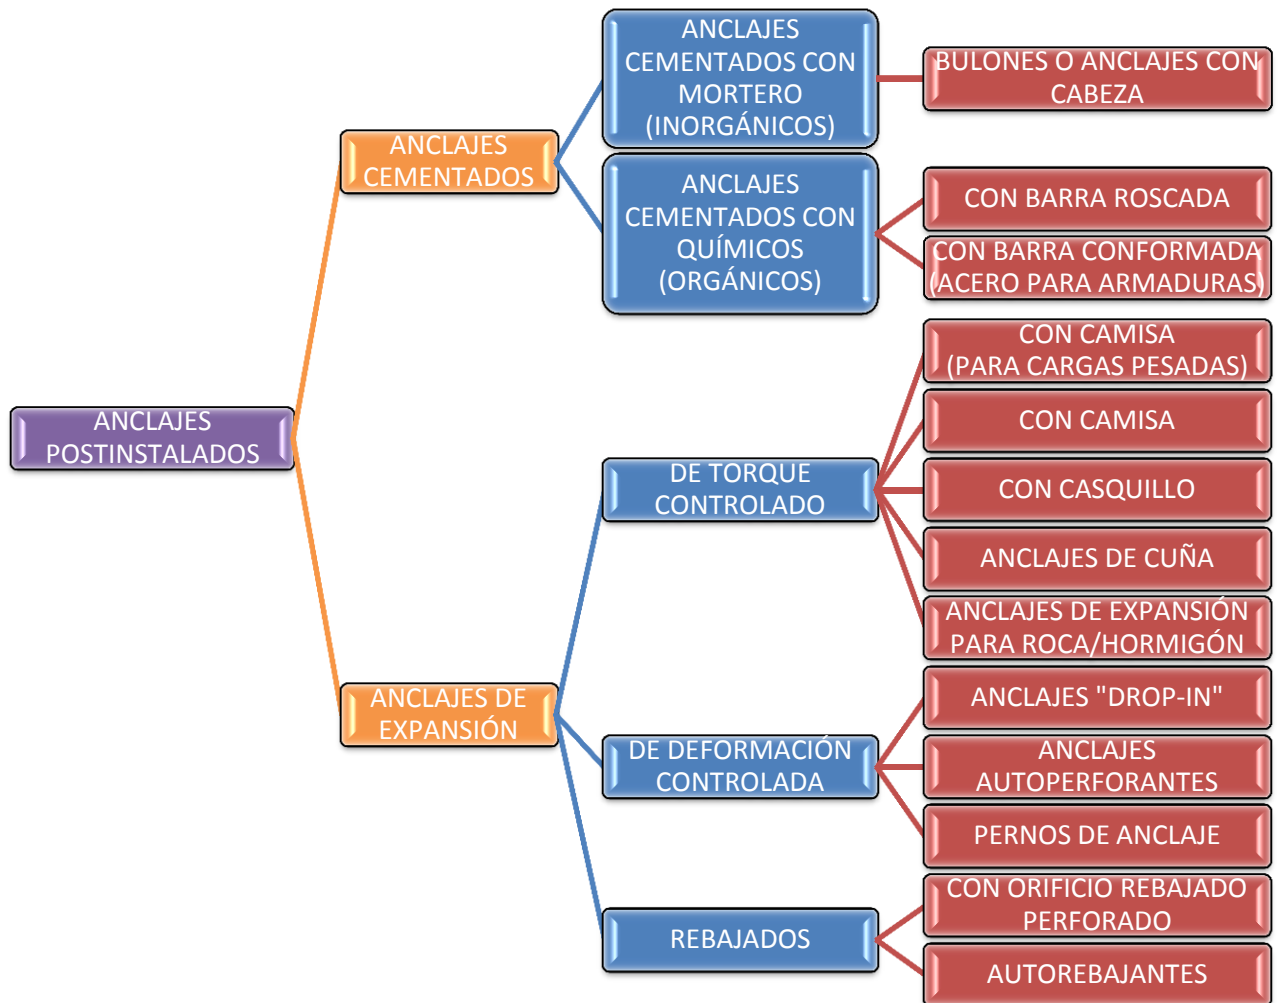 ANCLAJES
POSTINSTALADOS
ANCLAJES
CEMENTADOS
ANCLAJES
CEMENTADOS CON
MORTERO
(INORGÁNICOS)
BULONES O ANCLAJES CON
CABEZA
ANCLAJES
CEMENTADOS CON
QUÍMICOS
(ORGÁNICOS)
CON BARRA ROSCADA
CON BARRA CONFORMADA
(ACERO PARA ARMADURAS)
ANCLAJES DE
EXPANSIÓN
DE TORQUE
CONTROLADO
CON CAMISA
(PARA CARGAS PESADAS)
CON CAMISA
CON CASQUILLO
ANCLAJES DE CUÑA
ANCLAJES DE EXPANSIÓN
PARA ROCA/HORMIGÓN
DE DEFORMACIÓN
CONTROLADA
ANCLAJES "DROP-IN"
ANCLAJES
AUTOPERFORANTES
PERNOS DE ANCLAJE
REBAJADOS
CON ORIFICIO REBAJADO
PERFORADO
AUTOREBAJANTES